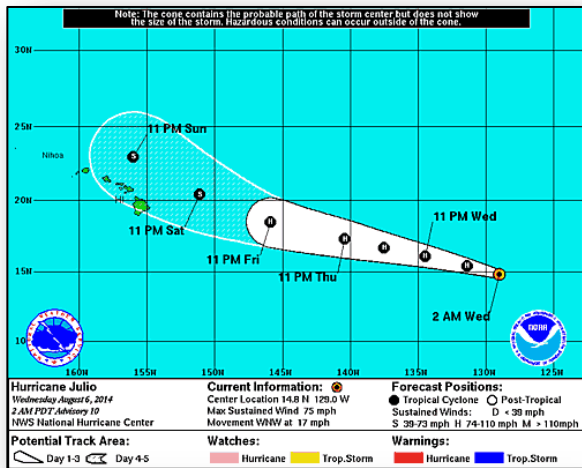 Note: The cone contains the probable path of the storm center but does not show
the size of the storm. Hazardous conditions can occur outside of the cone.
30N
25N
11 PM Sun
Nihoa
HI
20N
11 PM Wed
11 PM Sat
11 PM Fri
11 PM Thu
15N
2 AM Wed
10
NOAA
160W 155W 150W 145W 140W 135W 130W 125W
S S H H H H H
Hurricane Julio
Wednesday August 6, 2014
2 AM PDT Advisory 10
NWS National Hurricane Center
Current Information:
Center Location 14.8 N 129.0 W
Max Sustained Wind 75 mph
Movement WNW at 17 mph
Forecast Positions:
Tropical Cyclone Post-Tropical
Sustained Winds: D < 39 mph
S 39-73 mph H 74-110 mph M > 110mph
Potential Track Area:
Day 1-3 Day 4-5
Watches:
Hurricane Trop.Storm
Warnings:
Hurricane Trop.Storm